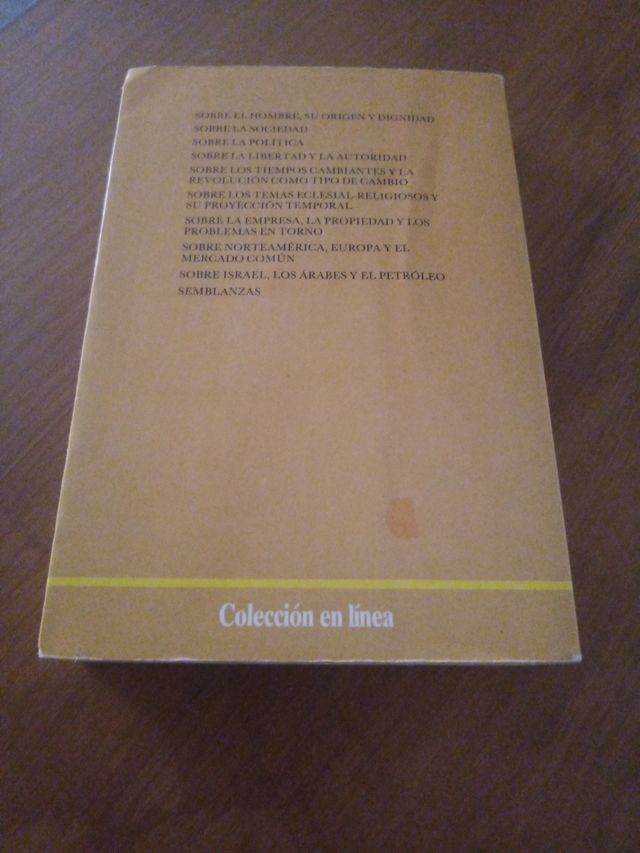 SOBRE EL HOMBRE, SU ORIGEN Y DIGNIDAD
SOBRE LA SOCIEDAD
SOBRE LA POLÍTICA
SOBRE LA LIBERTAD Y LA AUTORIDAD
SOBRE LOS TIEMPOS CAMBIANTES Y LA
REVOLUCIÓN COMO TIPO DE CAMBIO
SOBRE LOS TEMAS ECLESIAL-RELIGIOSOS Y
SU PROYECCIÓN TEMPORAL
SOBRE LA EMPRESA, LA PROPIEDAD Y LOS
PROBLEMAS EN TORNO
SOBRE NORTEAMÉRICA, EUROPA Y EL
MERCADO COMÚN
SOBRE ISRAEL, LOS ÁRABES Y EL PETRÓLEO
SEMBLANZAS
Colección en línea